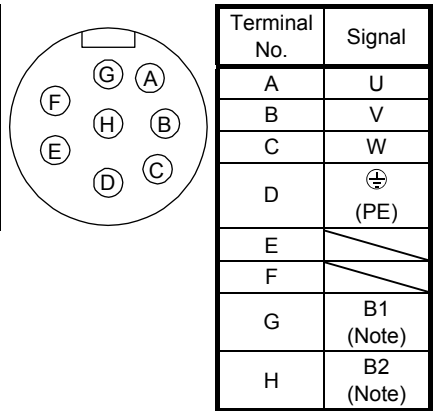 G A
F
H B
E
D C
Terminal No. Signal
A U
B V
C W
D (PE)
E
F
G B1 (Note)
H B2 (Note)